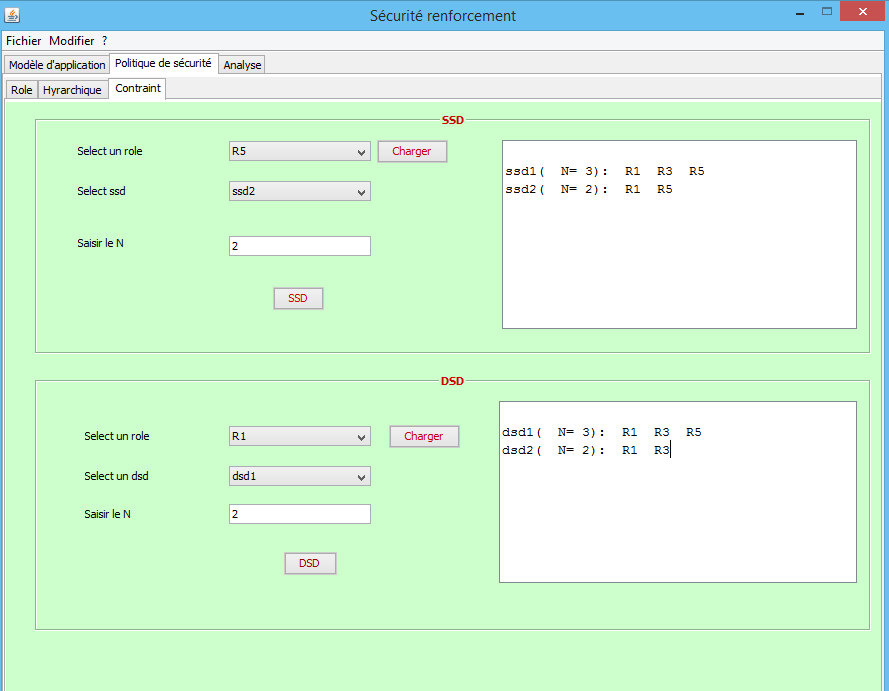 Sécurité renforcement
Fichier Modifier ?
Modèle d'application Politique de sécurité Analyse
Role Hyrarchique Contraint
SSD
Select un role R5 Charger
Select ssd ssd2
Saisir le N 2
SSD
ssd1( N= 3): R1 R3 R5
ssd2( N= 2): R1 R5
DSD
Select un role R1 Charger
Select un dsd dsd1
Saisir le N 2
DSD
dsd1( N= 3): R1 R3 R5
dsd2( N= 2): R1 R3